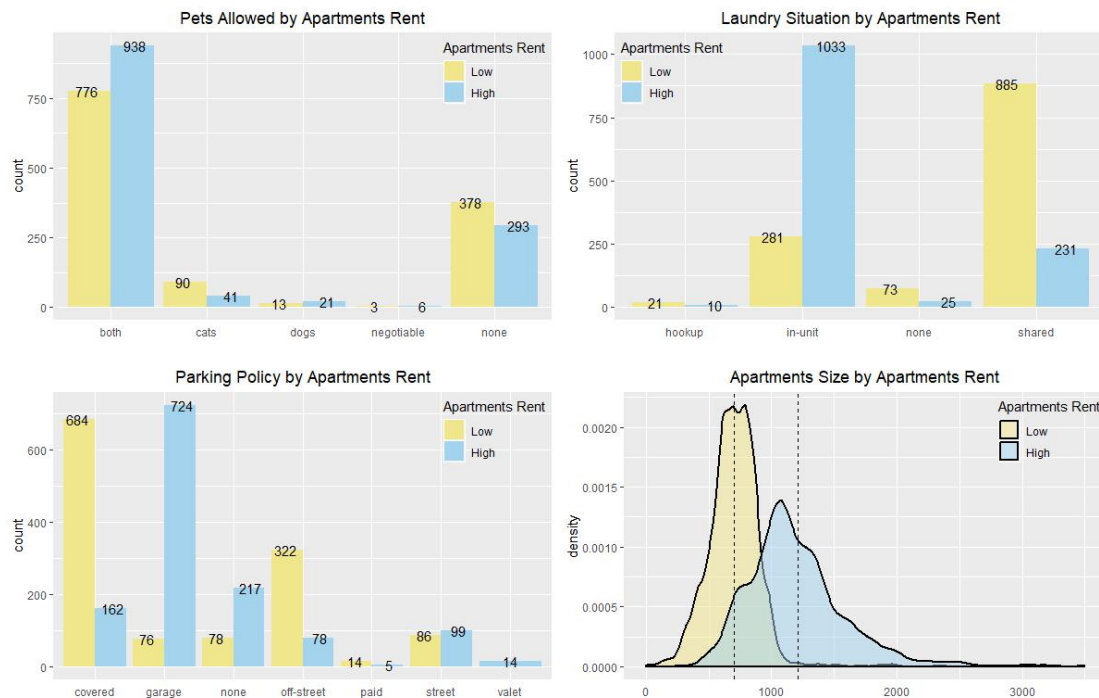 Pets Allowed by Apartments Rent
Apartments Rent
Low
High
count
750
500
250
0
776
938
90
41
13
21
3
6
378
293
both
cats
dogs
negotiable
none
Laundry Situation by Apartments Rent
Apartments Rent
Low
High
count
1000
750
500
250
0
21
10
281
1033
73
25
885
231
hookup
in-unit
none
shared
Parking Policy by Apartments Rent
Apartments Rent
Low
High
count
600
400
200
0
684
162
76
724
78
217
322
78
14
5
86
99
14
covered
garage
none
off-street
paid
street
valet
Apartments Size by Apartments Rent
Apartments Rent
Low
High
density
0.0020
0.0015
0.0010
0.0005
0.0000
0
1000
2000
3000